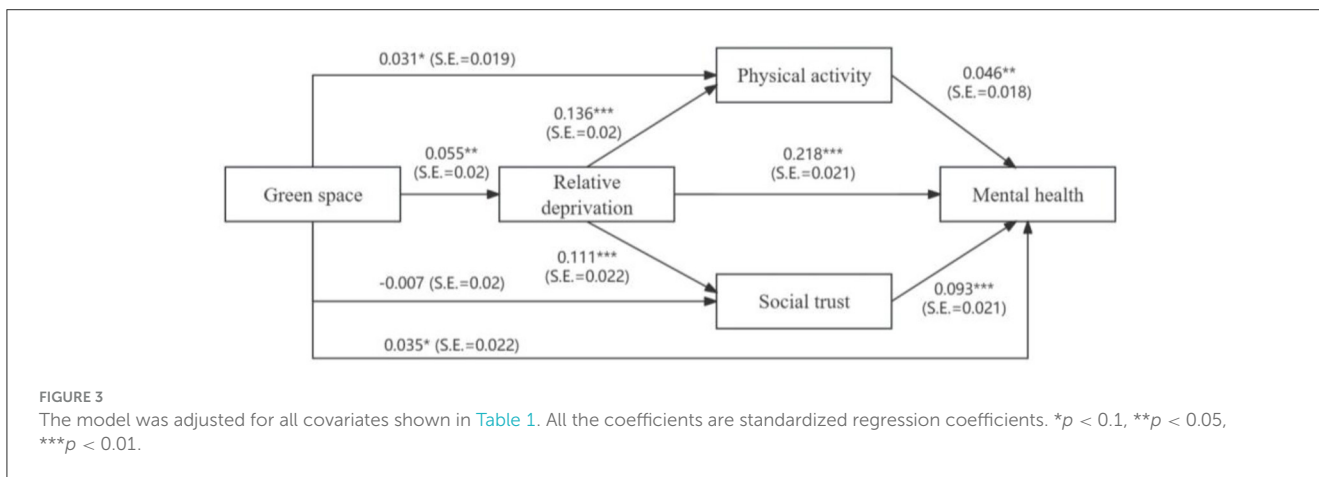 0.031* (S.E.=0.019)
Physical activity
0.046**
(S.E.=0.018)
0.136***
(S.E.=0.02)
0.055**
(S.E.=0.02)
0.218***
(S.E.=0.021)
Green space
Relative
deprivation
Mental health
0.111***
(S.E.=0.022)
-0.007 (S.E.=0.02)
Social trust
0.093***
(S.E.=0.021)
0.035* (S.E.=0.022)
FIGURE 3
The model was adjusted for all covariates shown in Table 1. All the coefficients are standardized regression coefficients. *p < 0.1, **p < 0.05,
***p < 0.01.